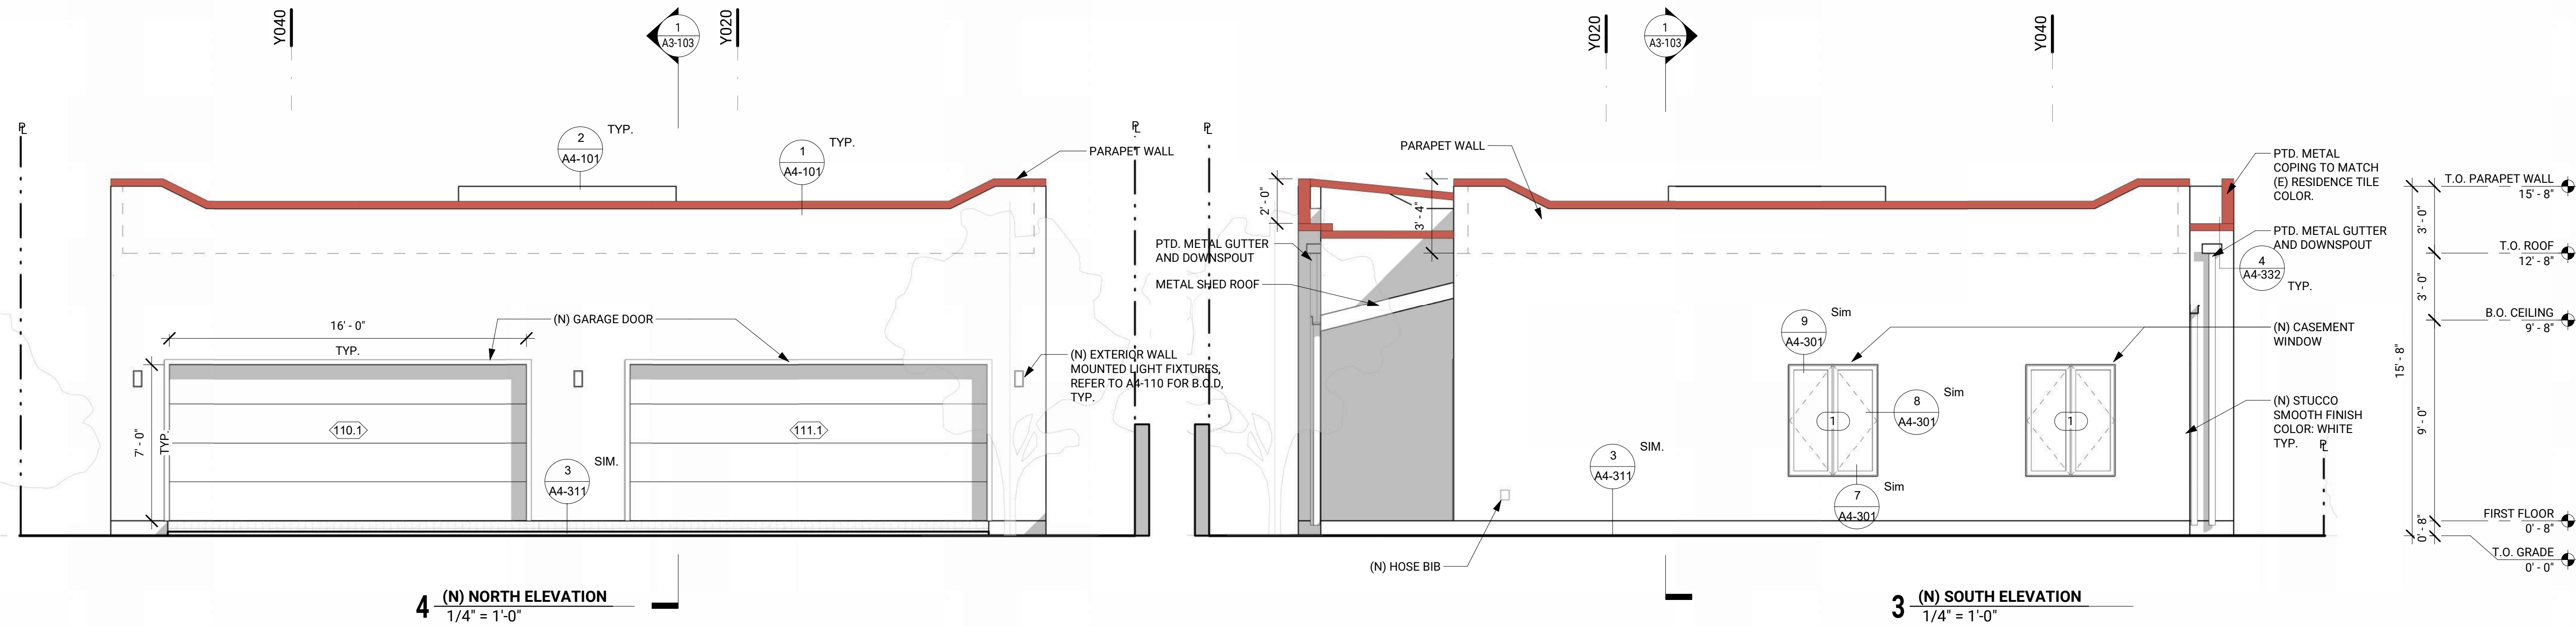 Y040
1
A3-103
Y020
PL
2
A4-101
TYP.
1
A4-101
TYP.
PARAPET WALL
PL
16' - 0"
TYP.
(N) GARAGE DOOR
(N) EXTERIOR WALL
MOUNTED LIGHT FIXTURES,
REFER TO A4-110 FOR B.O.D,
TYP.
7' - 0"
TYP.
110.1
111.1
3
A4-311
SIM.
4
(N) NORTH ELEVATION
1/4" = 1'-0"
Y020
1
A3-103
Y040
PL
PARAPET WALL
2' - 0"
3' - 4"
PTD. METAL GUTTER
AND DOWNSPOUT
METAL SHED ROOF
PTD. METAL
COPING TO MATCH
(E) RESIDENCE TILE
COLOR.
PTD. METAL GUTTER
AND DOWNSPOUT
4
A4-332
TYP.
9
A4-301
Sim
(N) CASEMENT
WINDOW
8
A4-301
Sim
1
1
7
A4-301
Sim
(N) STUCCO
SMOOTH FINISH
COLOR: WHITE
TYP.
PL
3
A4-311
SIM.
(N) HOSE BIB
T.O. PARAPET WALL
15' - 8"
3' - 0"
T.O. ROOF
12' - 8"
3' - 0"
B.O. CEILING
9' - 8"
15' - 8"
9' - 0"
FIRST FLOOR
0' - 8"
0' - 8"
T.O. GRADE
0' - 0"
3
(N) SOUTH ELEVATION
1/4" = 1'-0"